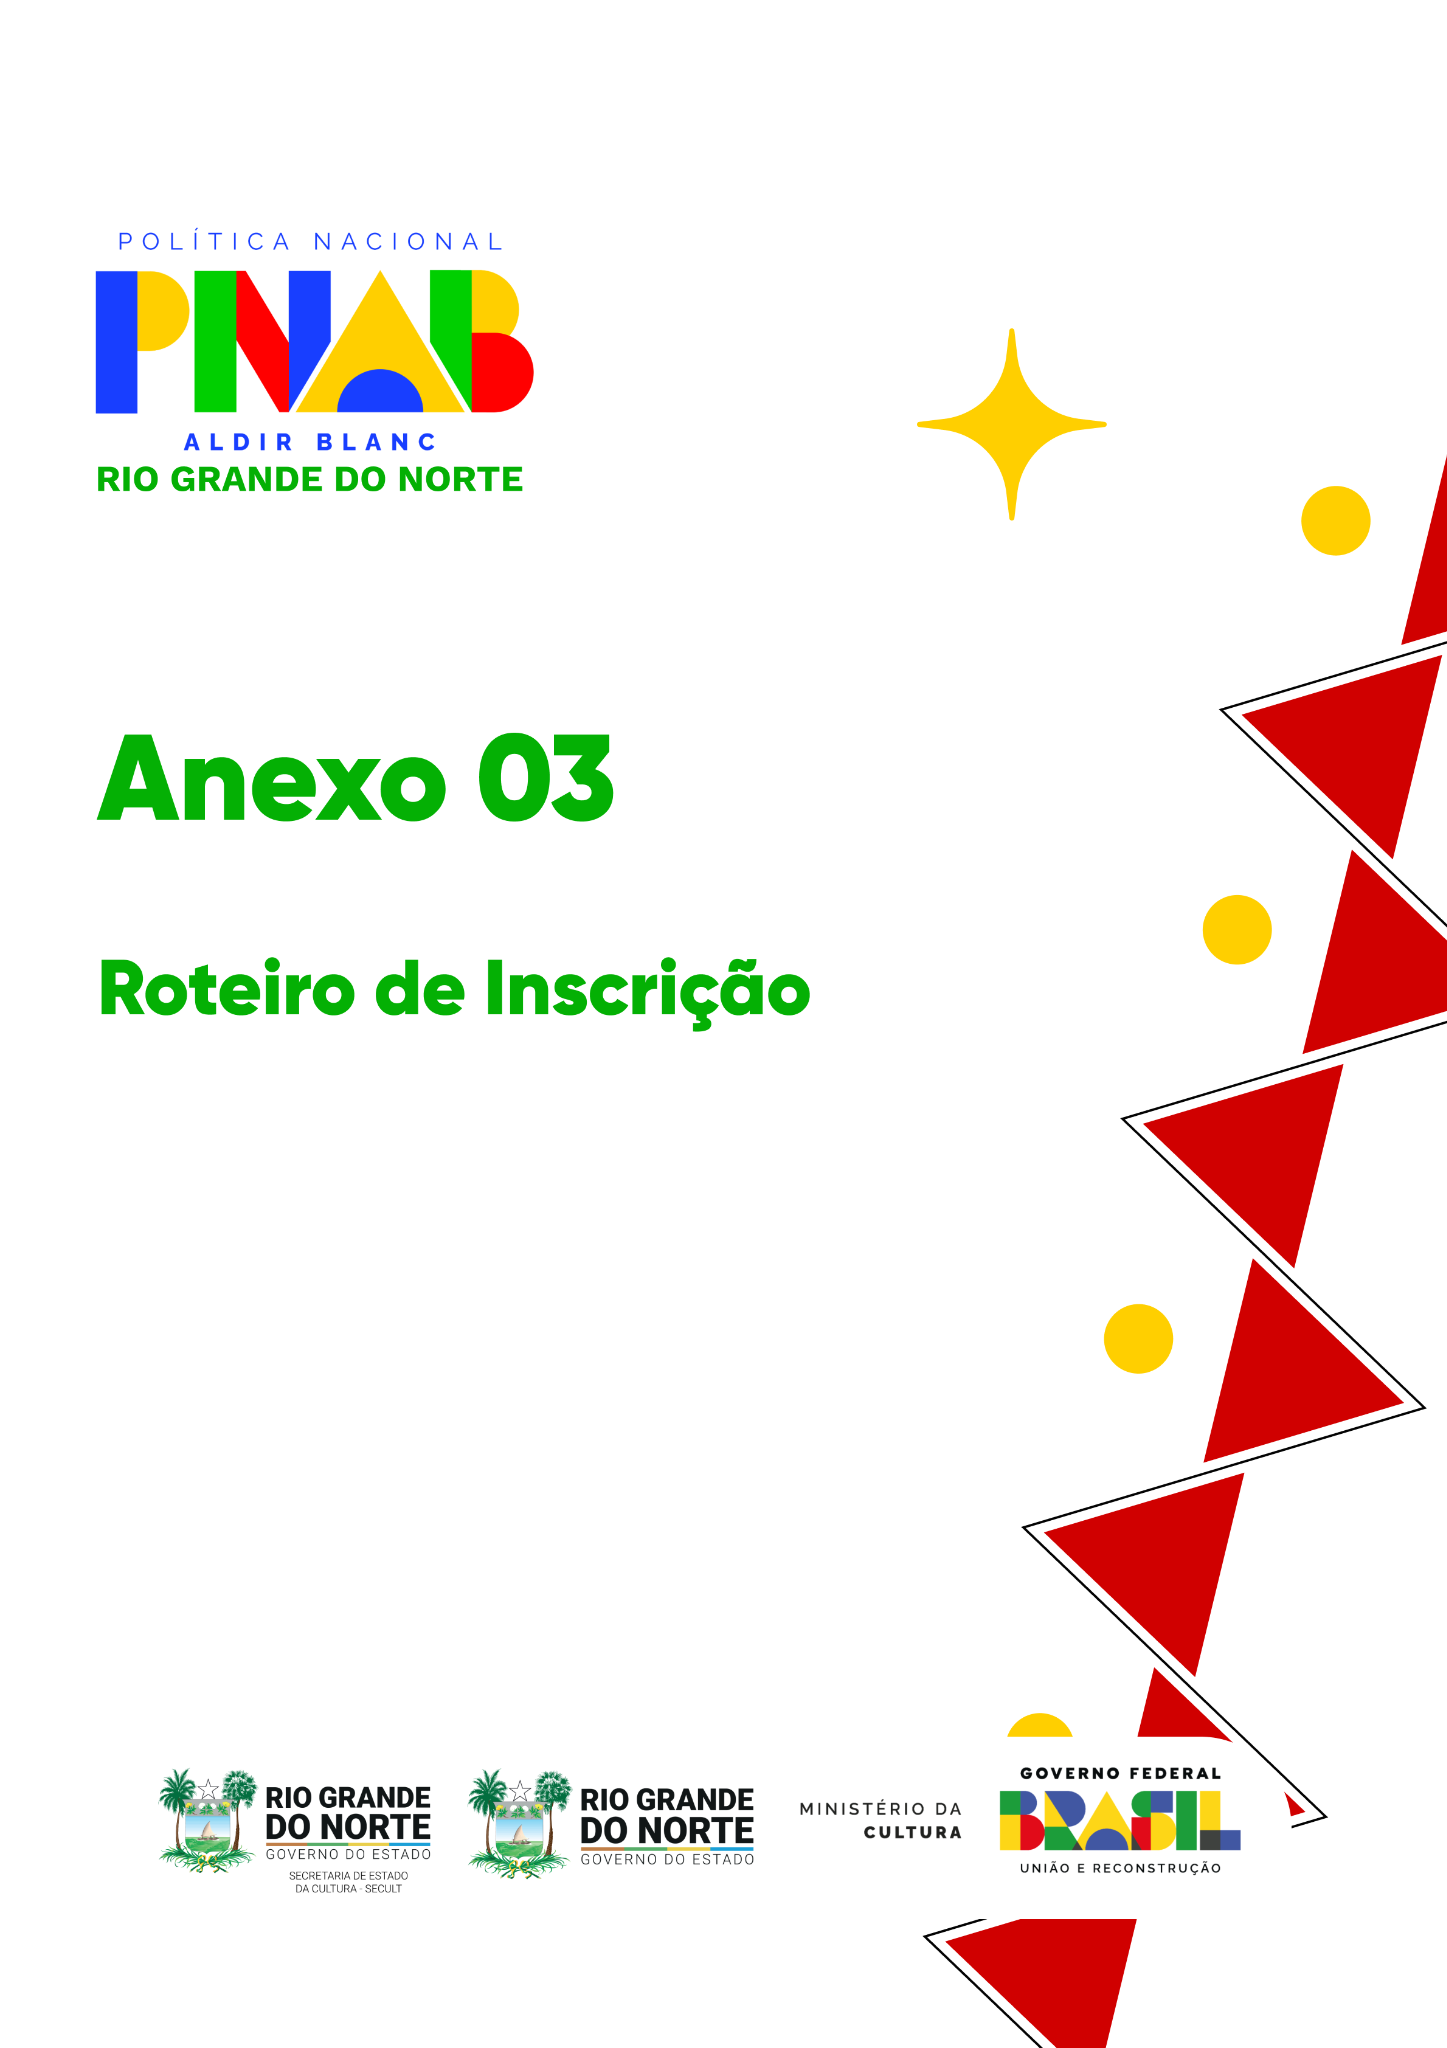 POLÍTICA NACIONAL
PNAB
ALDIR BLANC
RIO GRANDE DO NORTE
Anexo 03
Roteiro de Inscrição
RIO GRANDE
DO NORTE
GOVERNO DO ESTADO
SECRETARIA DE ESTADO
DA CULTURA - SECULT
RIO GRANDE
DO NORTE
GOVERNO DO ESTADO
MINISTÉRIO DA
CULTURA
GOVERNO FEDERAL
BRASIL
UNIÃO E RECONSTRUÇÃO